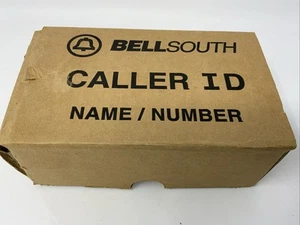 BELLSOUTH
CALLER ID
NAME / NUMBER